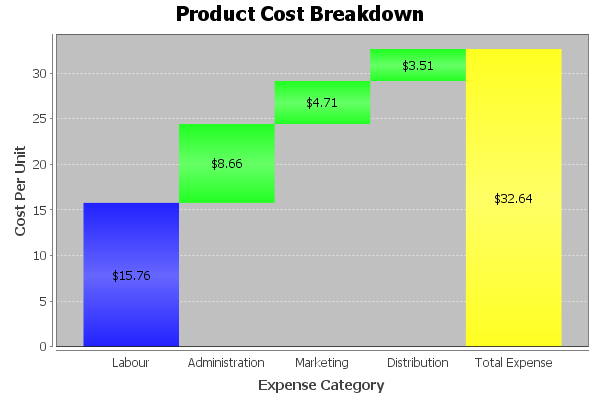 Product Cost Breakdown
Cost Per Unit
30
25
20
15
10
5
0
$15.76
$8.66
$4.71
$3.51
$32.64
Labour
Administration
Marketing
Distribution
Total Expense
Expense Category